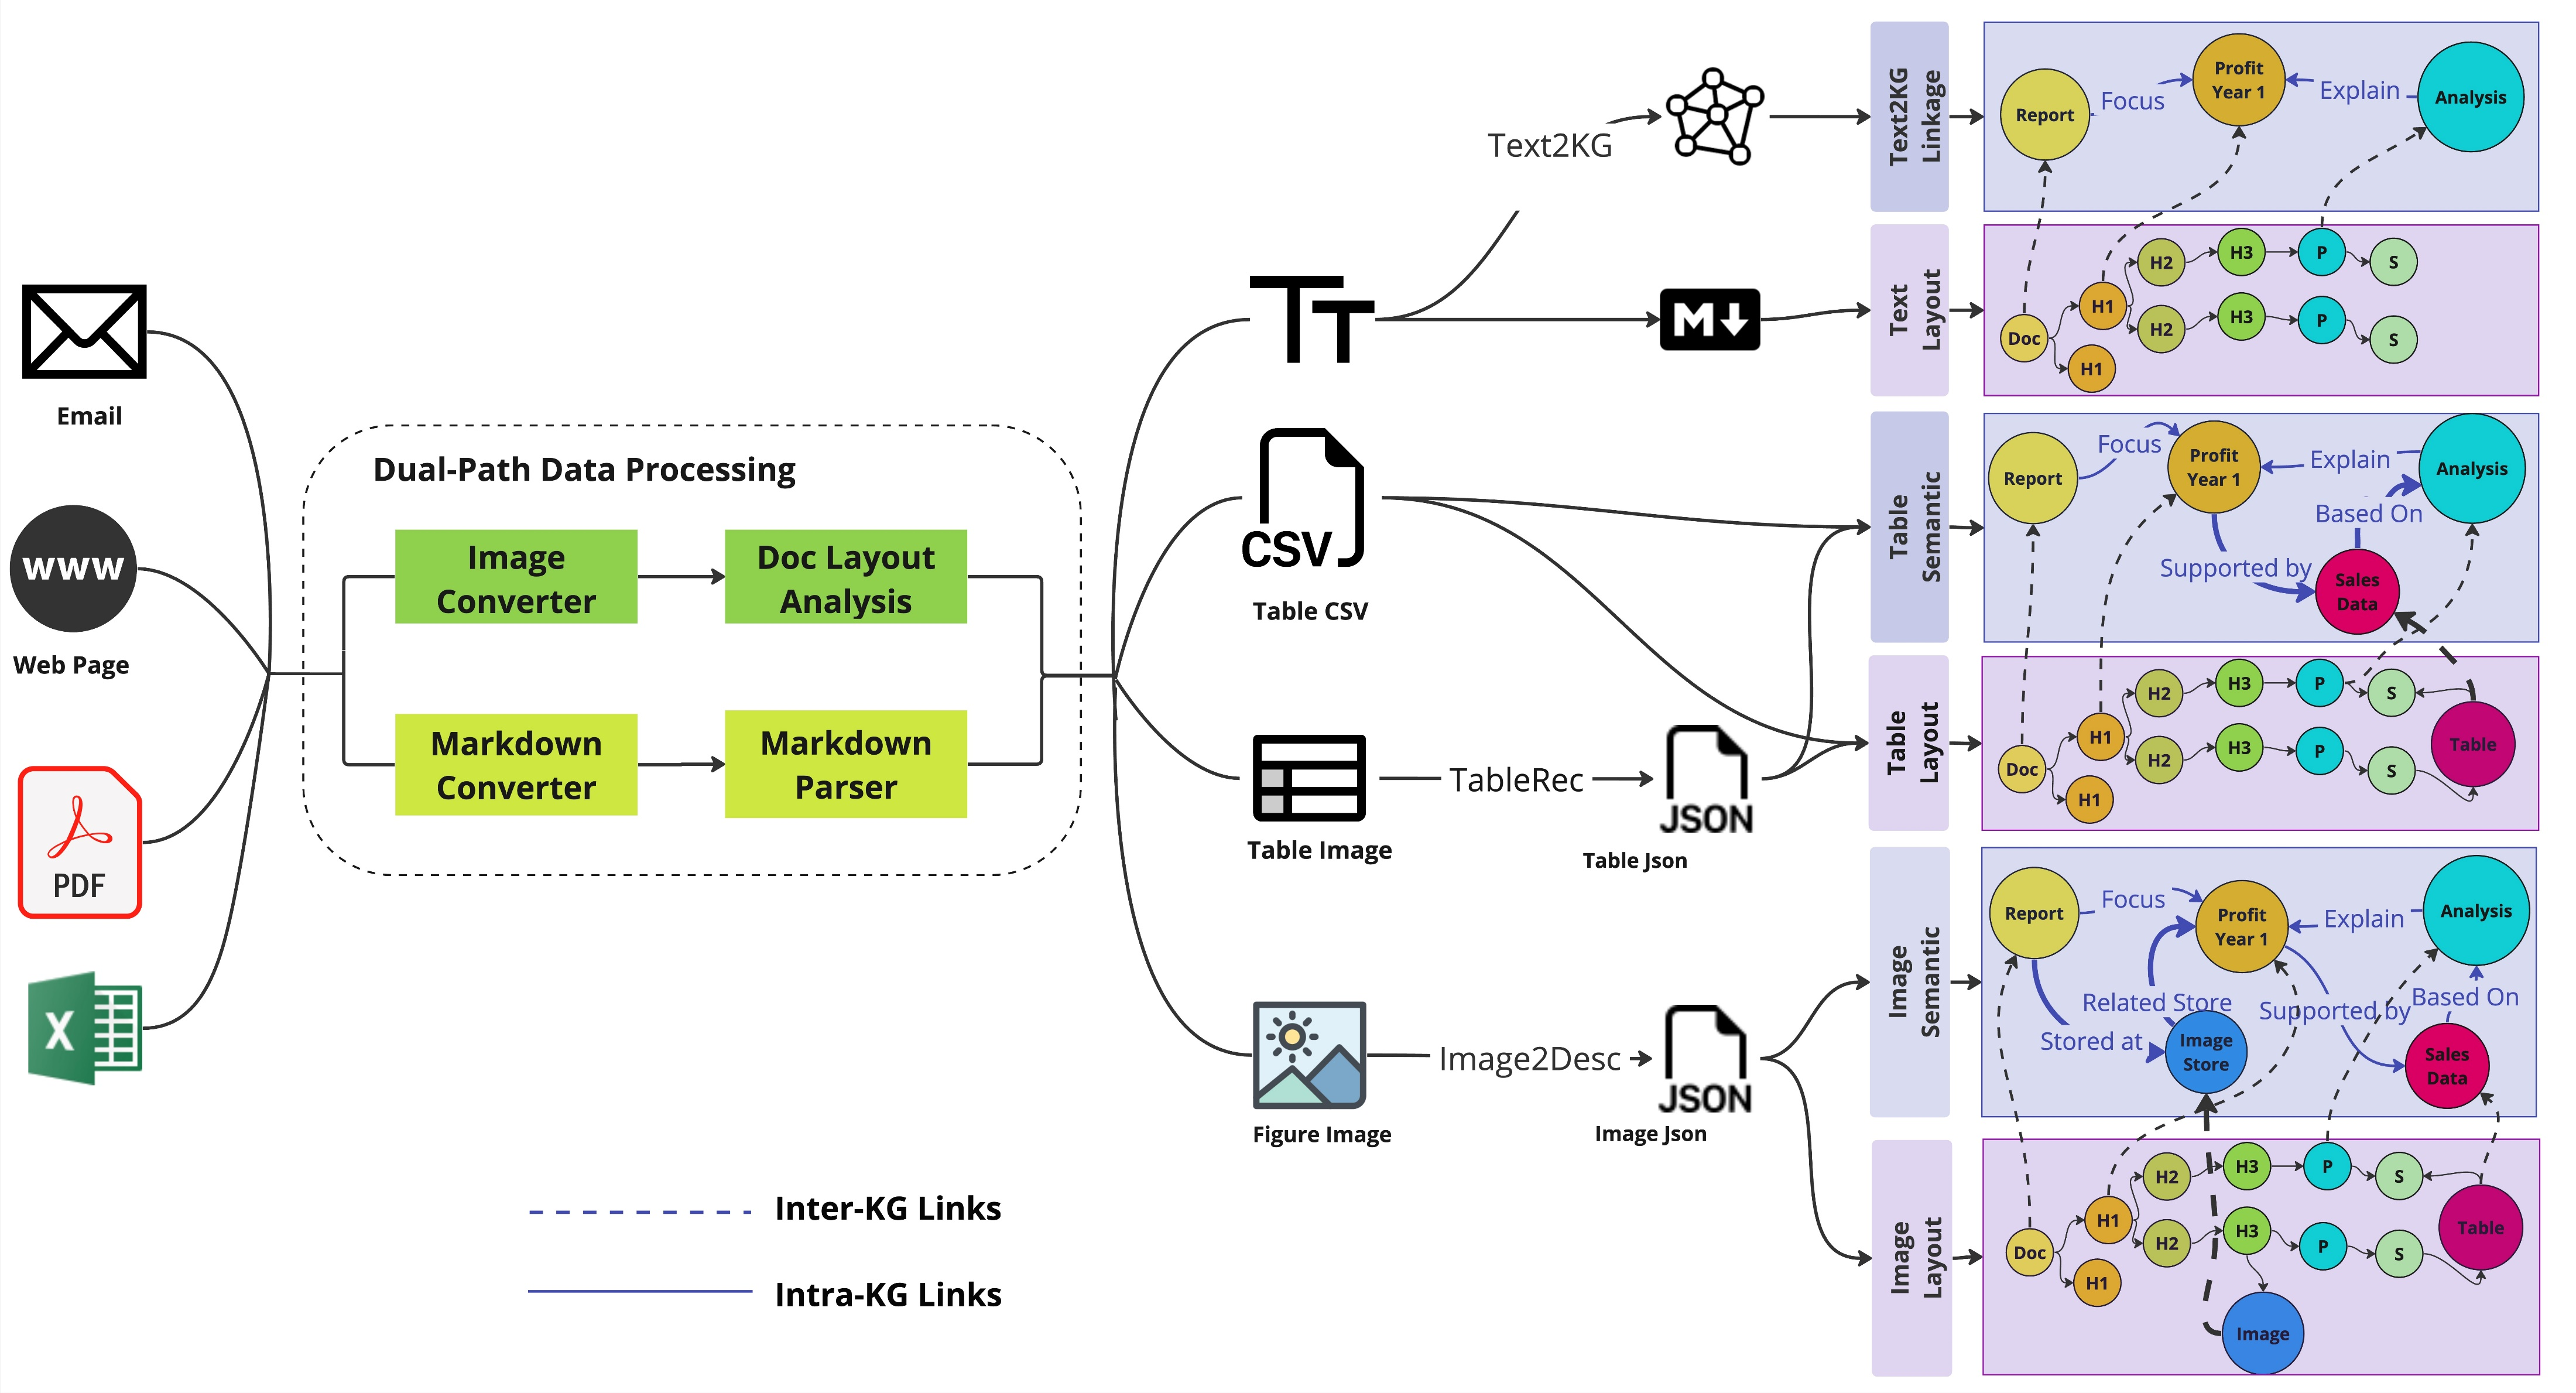 Email
WWW
Web Page
PDF
X
Dual-Path Data Processing
Image
Converter
Doc Layout
Analysis
Markdown
Converter
Markdown
Parser
Inter-KG Links
Intra-KG Links
TT
CSV
Table CSV
Table Image
Figure Image
Text2KG
M
TableRec
JSON
Table Json
Image2Desc
JSON
Image Json
Text2KG
Linkage
Report
Focus
Profit
Year 1
Explain
Analysis
Text
Layout
Doc
H1
H1
H2
H3
P
S
H2
H3
P
S
Table
Semantic
Report
Focus
Profit
Year 1
Explain
Analysis
Based On
Supported by
Sales
Data
Table
Layout
Doc
H1
H1
H2
H3
P
S
H2
H3
P
S
Table
Image
Semantic
Report
Focus
Profit
Year 1
Explain
Analysis
Related Store
Supported by
Based On
Stored at
Image
Store
Sales
Data
Image
Layout
Doc
H1
H1
H2
H3
P
S
H2
H3
P
S
Table
Image